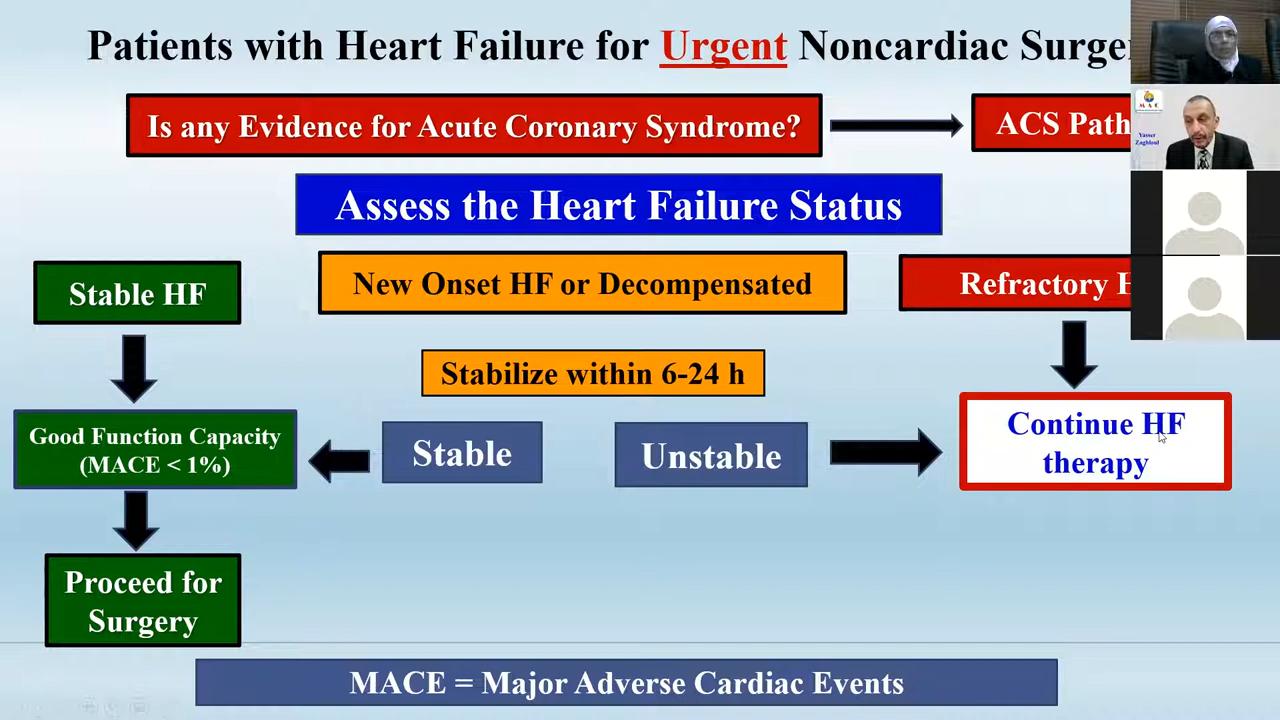 Patients with Heart Failure for Urgent Noncardiac Surge
Is any Evidence for Acute Coronary Syndrome?
ACS Path
M A C
Yasser
Zaghloul
Assess the Heart Failure Status
Stable HF
New Onset HF or Decompensated
Refractory H
Stabilize within 6-24 h
Good Function Capacity
(MACE < 1%)
Stable
Unstable
Continue HF
therapy
Proceed for
Surgery
MACE = Major Adverse Cardiac Events